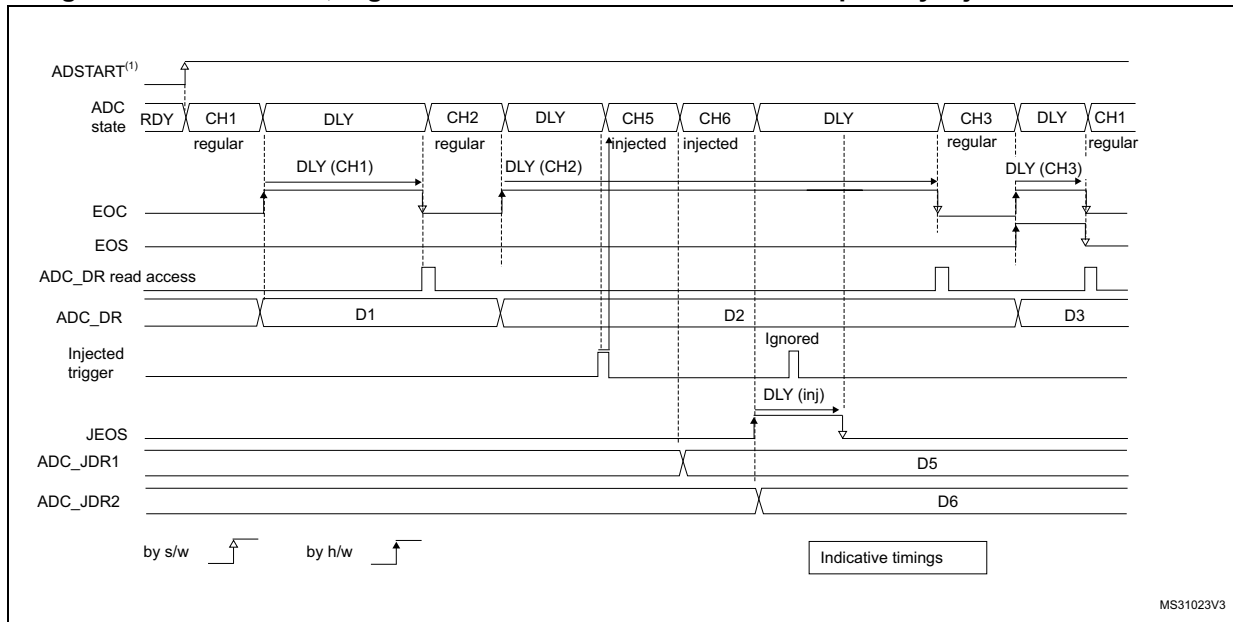 ADSTART(1)
ADC state RDY CH1 DLY CH2 DLY CH5 CH6 DLY CH3 DLY CH1
regular regular injected injected regular regular
DLY (CH1) DLY (CH2) DLY (CH3)
EOC
EOS
ADC_DR read access
ADC_DR D1 D2 D3
Injected trigger Ignored
DLY (inj)
JEOS
ADC_JDR1 D5
ADC_JDR2 D6
by s/w by h/w Indicative timings
MS31023V3